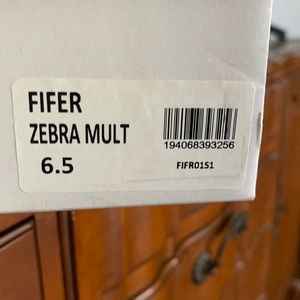 FIFER
ZEBRA MULT
6.5
194068393256
FIFR01S1